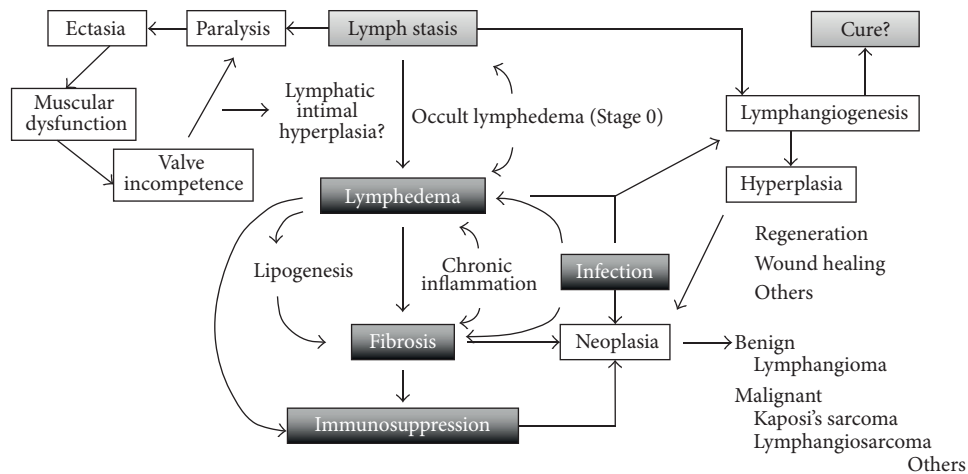 Ectasia
Paralysis
Lymph stasis
Cure?
Muscular
dysfunction
Lymphatic
intimal
hyperplasia?
Occult lymphedema (Stage 0)
Lymphangiogenesis
Valve
incompetence
Lymphedema
Hyperplasia
Regeneration
Wound healing
Others
Lipogenesis
Chronic
inflammation
Infection
Fibrosis
Neoplasia
Benign
Lymphangioma
Malignant
Kaposi's sarcoma
Lymphangiosarcoma
Others
Immunosuppression